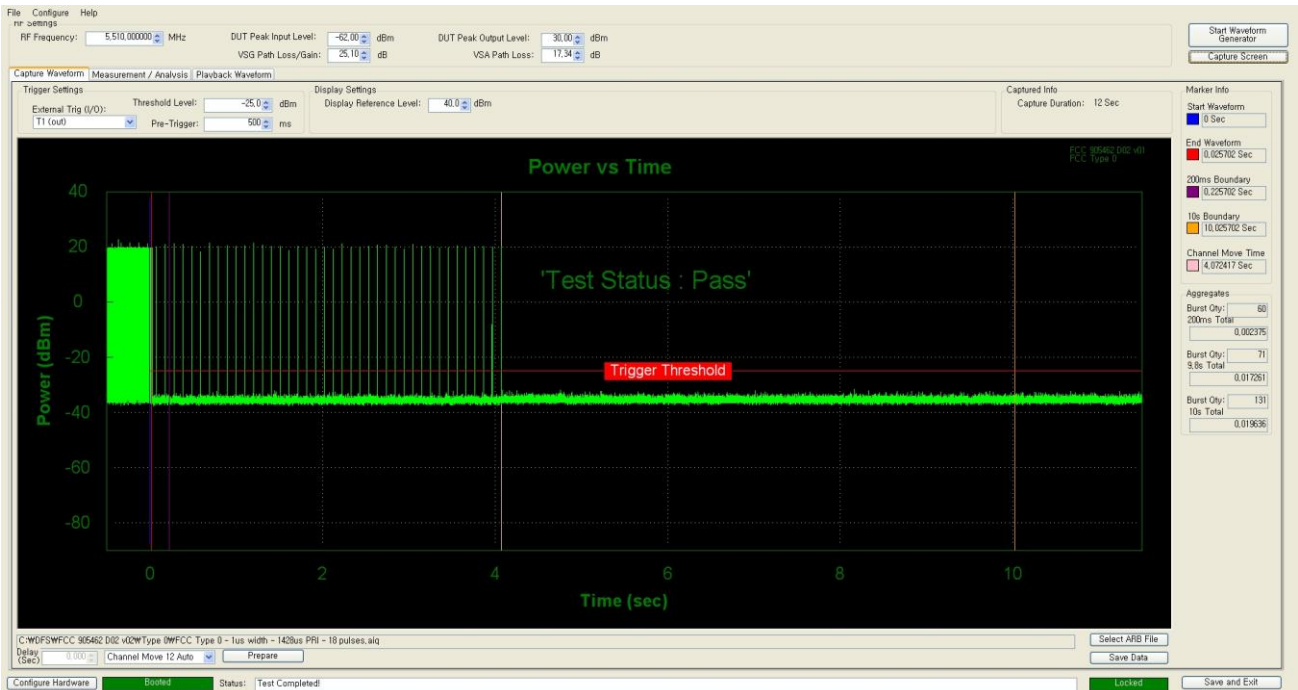 File Configure Help
RF Settings
RF Frequency: 5,510,000000 MHz DUT Peak Input Level: -62,00 dBm DUT Peak Output Level: 30,00 dBm
VSG Path Loss/Gain: 25,10 dB VSA Path Loss: 17,34 dB
Start Waveform Generator
Capture Screen
Capture Waveform Measurement / Analysis Playback Waveform
Trigger Settings
External Trig (I/O):
T1 (out)
Threshold Level: -25,0 dBm
Pre-Trigger: 500 ms
Display Settings
Display Reference Level: 40,0 dBm
Captured Info
Capture Duration: 12 Sec
FCC 905462 D02 v01
FCC Type 0
Power vs Time
40
20
0
-20
-40
-60
-80
Power (dBm)
'Test Status : Pass'
Trigger Threshold
0 2 4 6 8 10
Time (sec)
Marker Info
Start Waveform
0 Sec
End Waveform
0,025702 Sec
200ms Boundary
0,225702 Sec
10s Boundary
10,025702 Sec
Channel Move Time
4,072417 Sec
Aggregates
Burst Qty: 60
200ms Total
0,002375
Burst Qty: 71
9,8s Total
0,017261
Burst Qty: 131
10s Total
0,019636
C:₩DFS₩FCC 905462 D02 v02₩Type 0₩FCC Type 0 - 1us width - 1428us PRI - 18 pulses,aiq
Select ARB File
Delay (Sec) 0,000 Channel Move 12 Auto Prepare
Save Data
Configure Hardware Booted Status: Test Completed! Locked Save and Exit